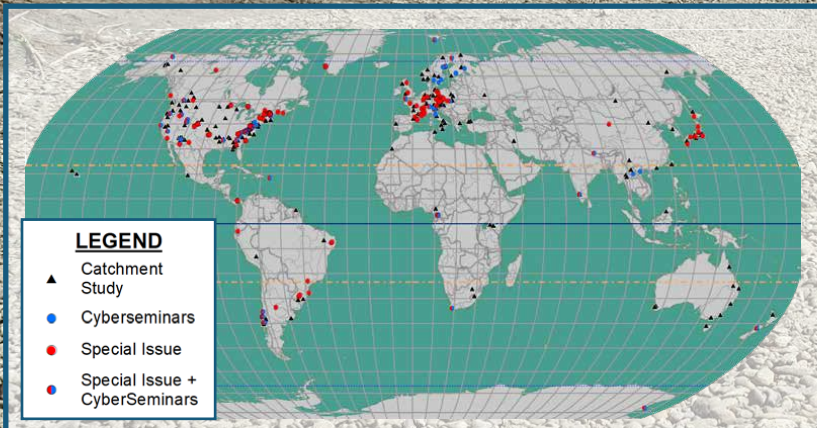 LEGEND
Catchment
Study
Cyberseminars
Special Issue
Special Issue +
CyberSeminars